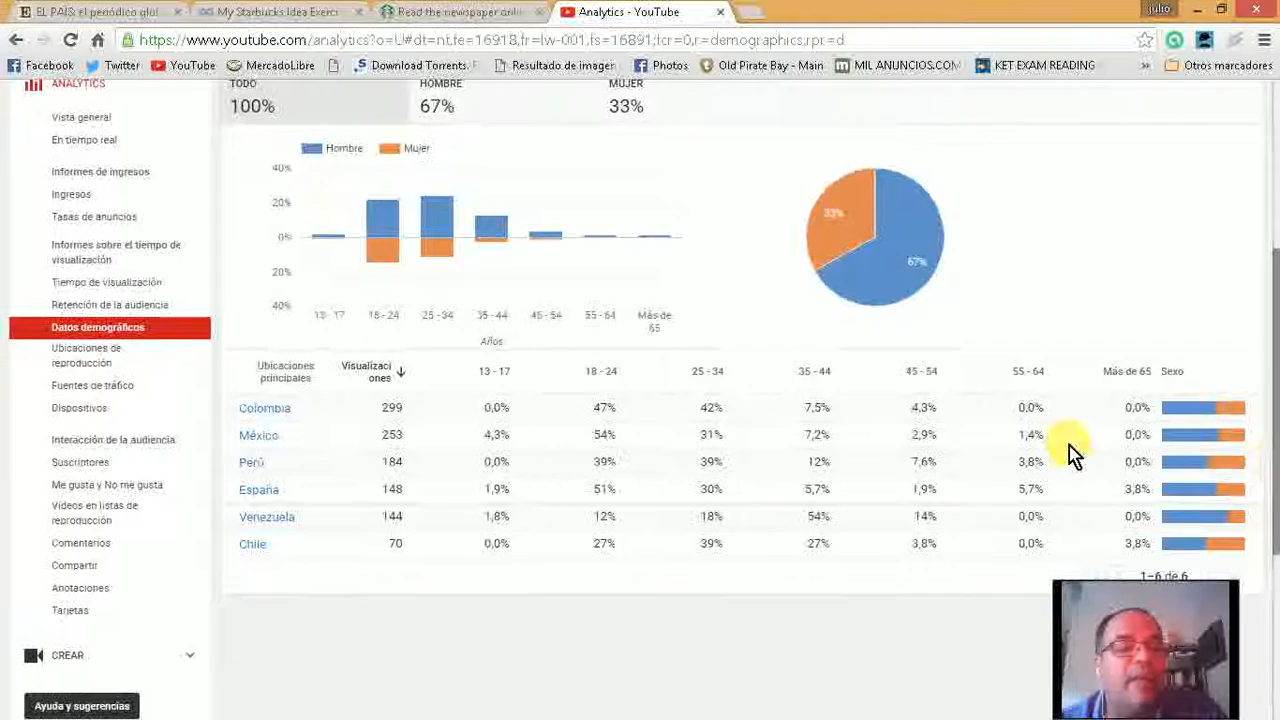 EL PAÍS: el periódico glo
My Starbucks Idea Exerci
Read the newspaper onlin
Analytics - YouTube
julio
https://www.youtube.com/analytics?o=U#dt=nt,fe=16918,fr=lw-001,fs=16891;fcr=0,r=demographics,rpr=d
Facebook Twitter YouTube MercadoLibre Download Torrents. Resultado de imagen Photos Old Pirate Bay - Main MIL ANUNCIOS.COM KET EXAM READING » Otros marcadores
ANALYTICS
Vista general
En tiempo real
Informes de ingresos
Ingresos
Tasas de anuncios
Informes sobre el tiempo de
visualización
Tiempo de visualización
Retención de la audiencia
Datos demográficos
Ubicaciones de
reproducción
Fuentes de tráfico
Dispositivos
Interacción de la audiencia
Suscriptores
Me gusta y No me gusta
Vídeos en listas de
reproducción
Comentarios
Compartir
Anotaciones
Tarjetas
CREAR
Ayuda y sugerencias
TODO HOMBRE MUJER
100% 67% 33%
Hombre Mujer
40%
20%
0%
20%
40%
13 - 17 18 - 24 25 - 34 35 - 44 45 - 54 55 - 64 Más de
65
Años
33%
67%
Ubicaciones
principales
Visualizaci
ones
13 - 17 18 - 24 25 - 34 35 - 44 45 - 54 55 - 64 Más de 65 Sexo
Colombia 299 0,0% 47% 42% 7,5% 4,3% 0,0% 0,0%
México 253 4,3% 54% 31% 7,2% 2,9% 1,4% 0,0%
Perú 184 0,0% 39% 39% 12% 7,6% 3,8% 0,0%
España 148 1,9% 51% 30% 5,7% 1,9% 5,7% 3,8%
Venezuela 144 1,8% 12% 18% 54% 14% 0,0% 0,0%
Chile 70 0,0% 27% 39% 27% 3,8% 0,0% 3,8%
1–6 de 6